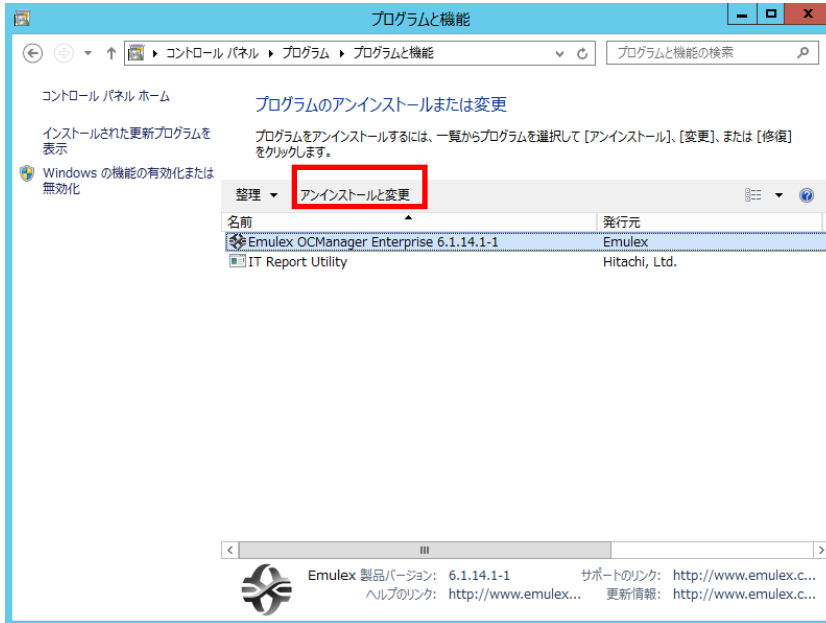 プログラムと機能
コントロール パネル プログラム プログラムと機能
プログラムと機能の検索
コントロール パネル ホーム
インストールされた更新プログラムを
表示
Windows の機能の有効化または
無効化
プログラムのアンインストールまたは変更
プログラムをアンインストールするには、一覧からプログラムを選択して [アンインストール]、[変更]、または [修復]
をクリックします。
整理 アンインストールと変更
名前 発行元
Emulex OCManager Enterprise 6.1.14.1-1 Emulex
IT Report Utility Hitachi, Ltd.
Emulex 製品バージョン: 6.1.14.1-1 サポートのリンク: http://www.emulex.c...
ヘルプのリンク: http://www.emulex... 更新情報: http://www.emulex.c...